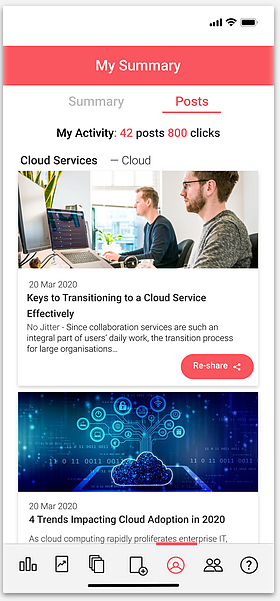 My Summary
Summary Posts
My Activity: 42 posts 800 clicks
Cloud Services — Cloud
20 Mar 2020
Keys to Transitioning to a Cloud Service
Effectively
No Jitter - Since collaboration services are such an
integral part of users' daily work, the transition process
for large organisations...
Re-share
20 Mar 2020
4 Trends Impacting Cloud Adoption in 2020
As cloud computing rapidly proliferates enterprise IT,